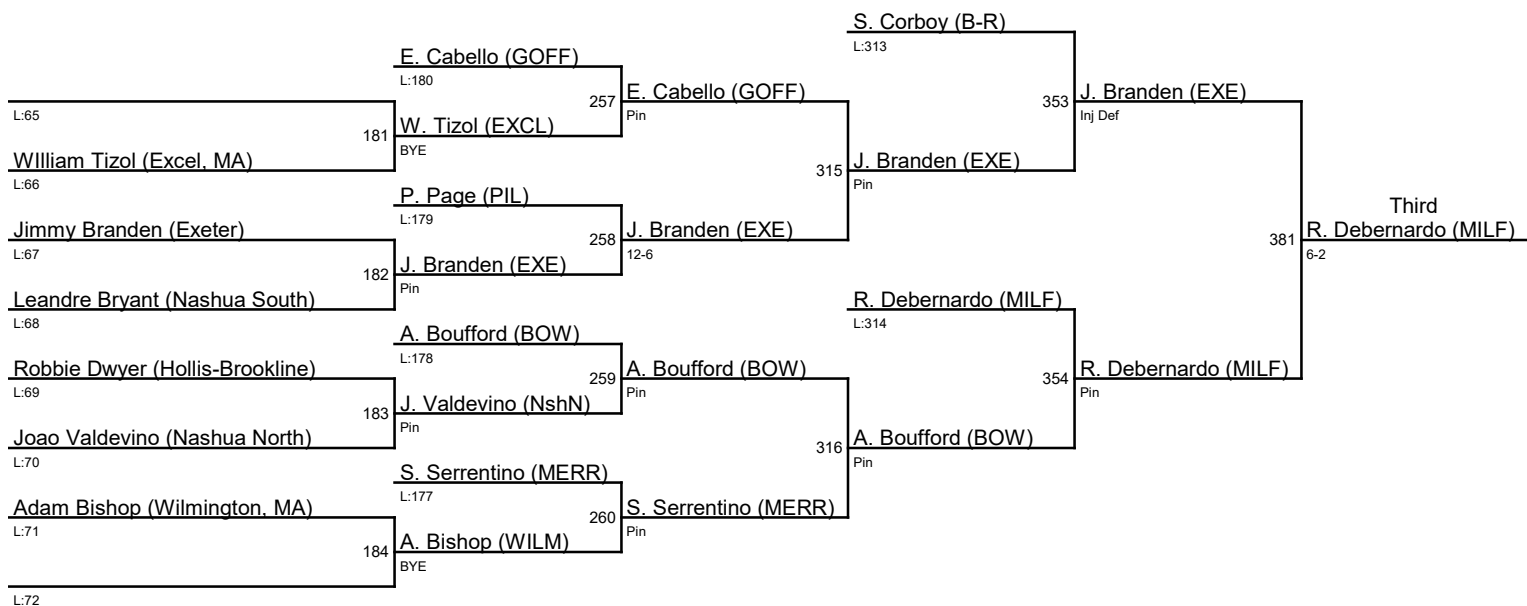 S. Corboy (B-R)
L:313
E. Cabello (GOFF)
L:180
257 E. Cabello (GOFF)
Pin
353 J. Branden (EXE)
Inj Def
L:65
181 W. Tizol (EXCL)
BYE
WIlliam Tizol (Excel, MA)
L:66
315 J. Branden (EXE)
Pin
P. Page (PIL)
L:179
Third
Jimmy Branden (Exeter)
L:67
258 J. Branden (EXE)
12-6
381 R. Debernardo (MILF)
6-2
182 J. Branden (EXE)
Pin
Leandre Bryant (Nashua South)
L:68
R. Debernardo (MILF)
L:314
A. Boufford (BOW)
L:178
Robbie Dwyer (Hollis-Brookline)
L:69
259 A. Boufford (BOW)
Pin
354 R. Debernardo (MILF)
Pin
183 J. Valdevino (NshN)
Pin
Joao Valdevino (Nashua North)
L:70
316 A. Boufford (BOW)
Pin
S. Serrentino (MERR)
L:177
Adam Bishop (Wilmington, MA)
L:71
260 S. Serrentino (MERR)
Pin
184 A. Bishop (WILM)
BYE
L:72